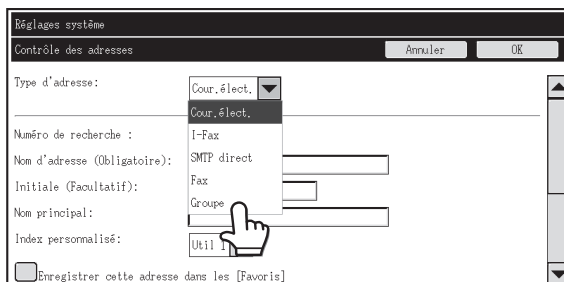 Réglages système
Contrôle des adresses Annuler OK
Type d'adresse: Cour.élect.
Cour.élect.
Numéro de recherche : I-Fax
Nom d'adresse (Obligatoire): SMTP direct
Initiale (Facultatif): Fax
Groupe
Nom principal:
Index personnalisé: Util 1
Enregistrer cette adresse dans les [Favoris]